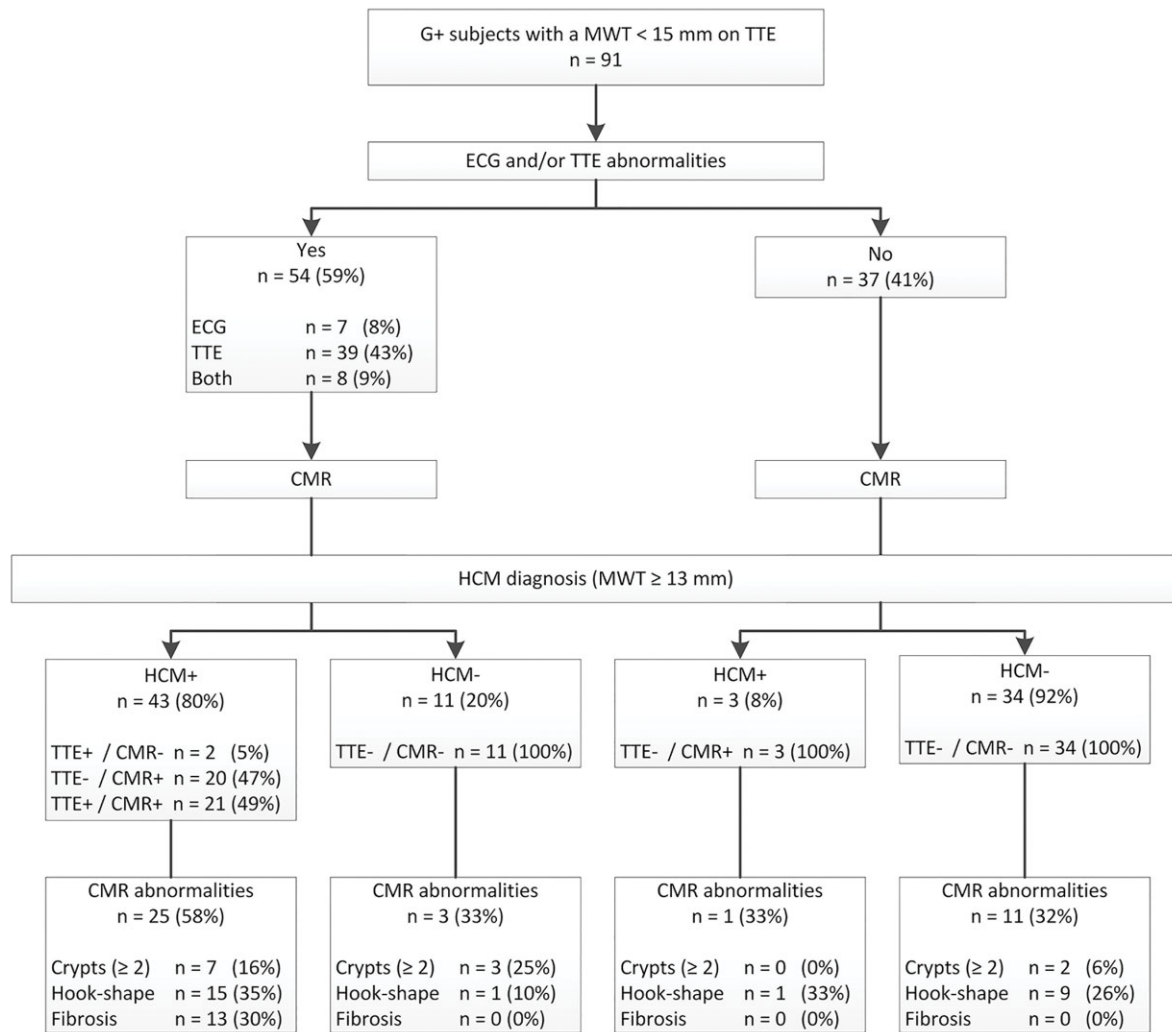 G+ subjects with a MWT < 15 mm on TTE
n = 91
ECG and/or TTE abnormalities
Yes
n = 54 (59%)
ECG n = 7 (8%)
TTE n = 39 (43%)
Both n = 8 (9%)
No
n = 37 (41%)
CMR
CMR
HCM diagnosis (MWT ≥ 13 mm)
HCM+
n = 43 (80%)
TTE+ / CMR- n = 2 (5%)
TTE- / CMR+ n = 20 (47%)
TTE+ / CMR+ n = 21 (49%)
HCM-
n = 11 (20%)
TTE- / CMR- n = 11 (100%)
HCM+
n = 3 (8%)
TTE- / CMR+ n = 3 (100%)
HCM-
n = 34 (92%)
TTE- / CMR- n = 34 (100%)
CMR abnormalities
n = 25 (58%)
Crypts (≥ 2) n = 7 (16%)
Hook-shape n = 15 (35%)
Fibrosis n = 13 (30%)
CMR abnormalities
n = 3 (33%)
Crypts (≥ 2) n = 3 (25%)
Hook-shape n = 1 (10%)
Fibrosis n = 0 (0%)
CMR abnormalities
n = 1 (33%)
Crypts (≥ 2) n = 0 (0%)
Hook-shape n = 1 (33%)
Fibrosis n = 0 (0%)
CMR abnormalities
n = 11 (32%)
Crypts (≥ 2) n = 2 (6%)
Hook-shape n = 9 (26%)
Fibrosis n = 0 (0%)